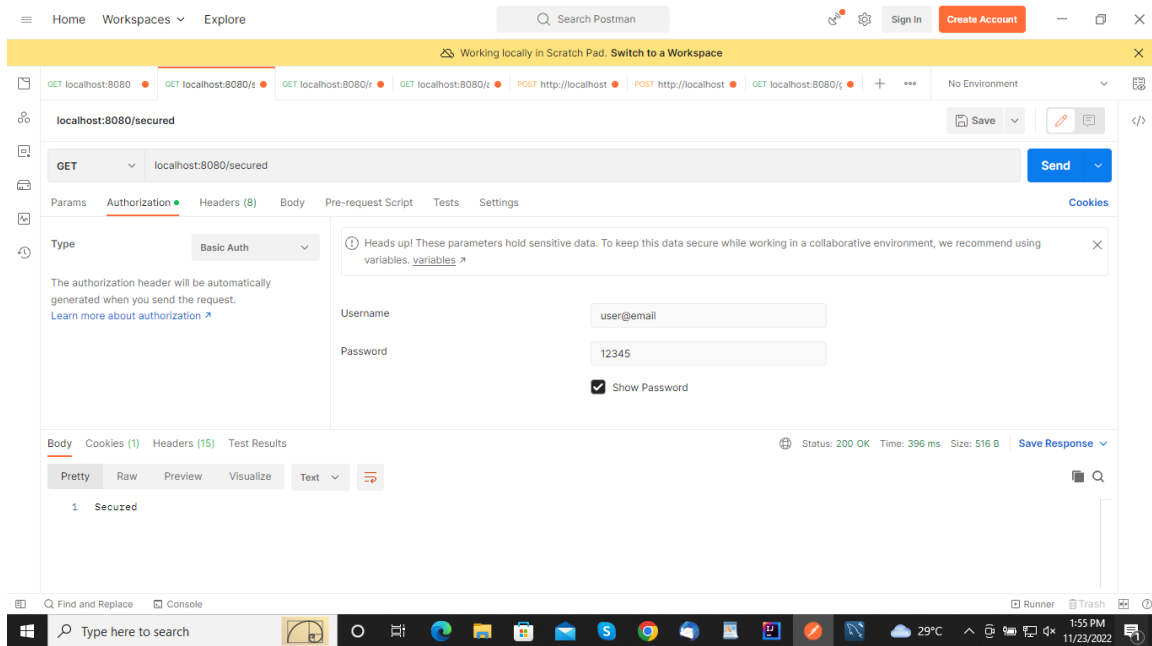 Home Workspaces Explore Search Postman Sign In Create Account
Working locally in Scratch Pad. Switch to a Workspace
GET localhost:8080 GET localhost:8080/s GET localhost:8080/r GET localhost:8080/a POST http://localhost POST http://localhost GET localhost:8080/g No Environment
localhost:8080/secured Save
GET localhost:8080/secured Send
Params Authorization Headers (8) Body Pre-request Script Tests Settings Cookies
Type Basic Auth
The authorization header will be automatically
generated when you send the request.
Learn more about authorization ↗
Heads up! These parameters hold sensitive data. To keep this data secure while working in a collaborative environment, we recommend using
variables. variables ↗
Username user@email
Password 12345
Show Password
Body Cookies (1) Headers (15) Test Results Status: 200 OK Time: 396 ms Size: 516 B Save Response
Pretty Raw Preview Visualize Text
1 Secured
Find and Replace Console Runner Trash
Type here to search 29°C 1:55 PM
11/23/2022